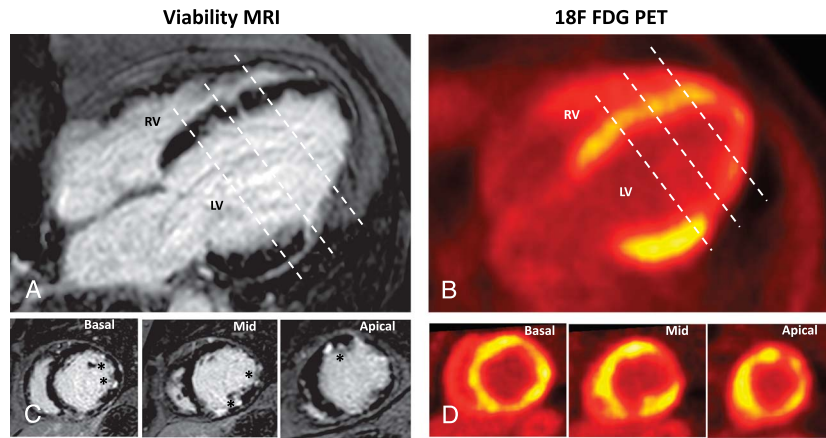 Viability MRI
18F FDG PET
RV
LV
A
RV
LV
B
Basal
*
*
C
Mid
*
*
Apical
*
Basal
D
Mid
Apical